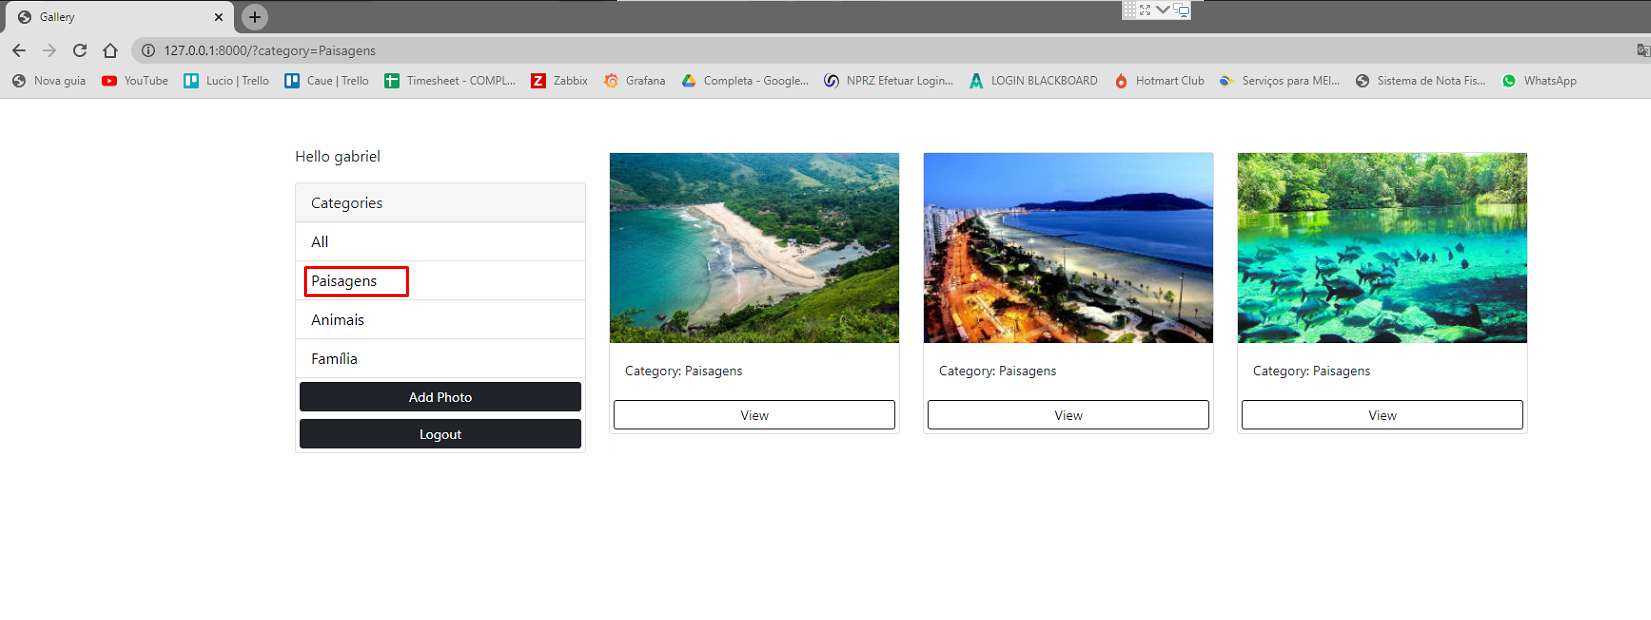 Gallery
127.0.0.1:8000/?category=Paisagens
Nova guia YouTube Lucio | Trello Caue | Trello Timesheet - COMPL... Zabbix Grafana Completa - Google... NPRZ Efetuar Login... LOGIN BLACKBOARD Hotmart Club Serviços para MEI... Sistema de Nota Fis... WhatsApp
Hello gabriel
Categories
All
Paisagens
Animais
Família
Add Photo
Logout
Category: Paisagens
View
Category: Paisagens
View
Category: Paisagens
View